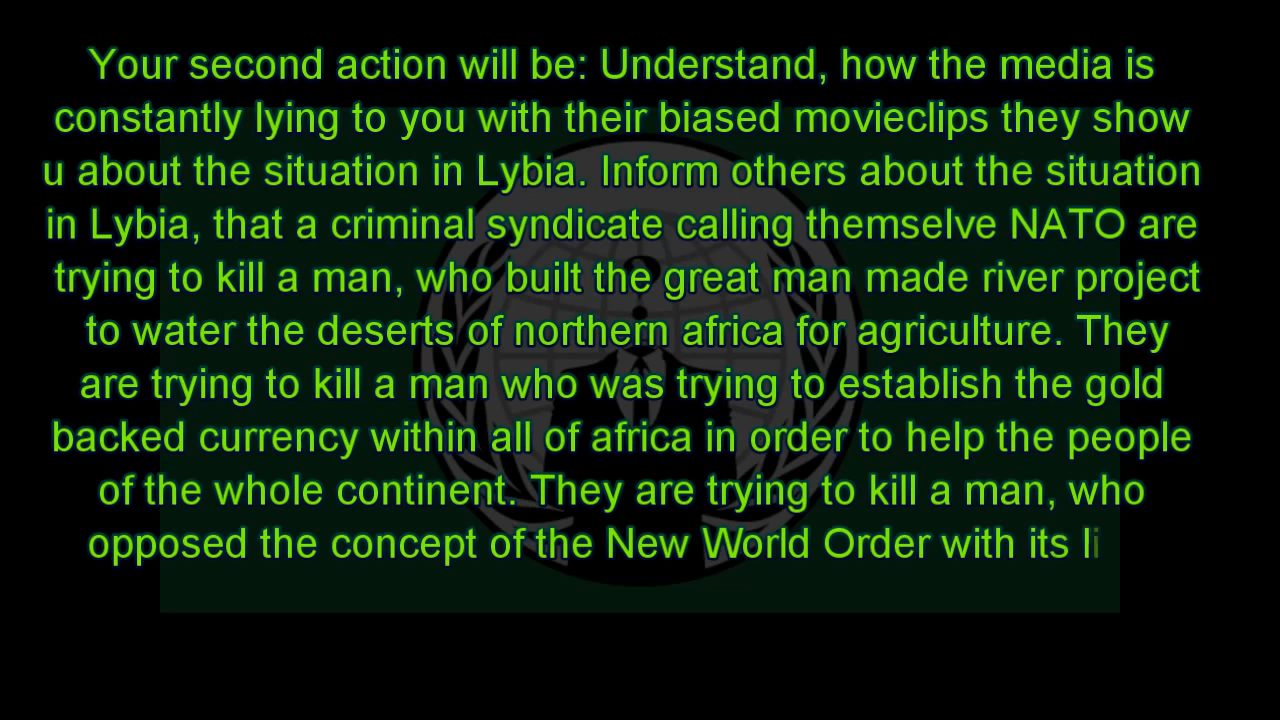 Your second action will be: Understand, how the media is
constantly lying to you with their biased movieclips they show
u about the situation in Lybia. Inform others about the situation
in Lybia, that a criminal syndicate calling themselve NATO are
trying to kill a man, who built the great man made river project
to water the deserts of northern africa for agriculture. They
are trying to kill a man who was trying to establish the gold
backed currency within all of africa in order to help the people
of the whole continent. They are trying to kill a man, who
opposed the concept of the New World Order with its li